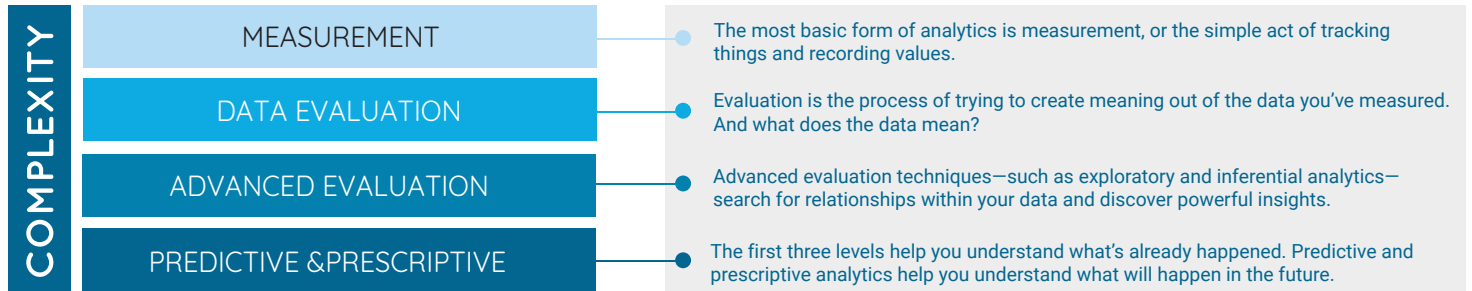 COMPLEXITY
MEASUREMENT
The most basic form of analytics is measurement, or the simple act of tracking
things and recording values.
DATA EVALUATION
Evaluation is the process of trying to create meaning out of the data you’ve measured.
And what does the data mean?
ADVANCED EVALUATION
Advanced evaluation techniques—such as exploratory and inferential analytics—
search for relationships within your data and discover powerful insights.
PREDICTIVE &PRESCRIPTIVE
The first three levels help you understand what’s already happened. Predictive and
prescriptive analytics help you understand what will happen in the future.